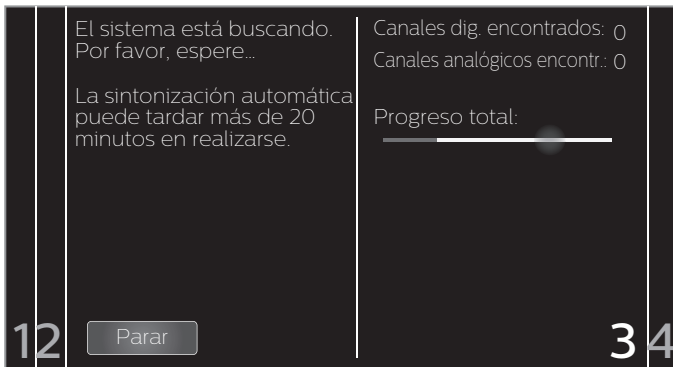 El sistema está buscando.
Por favor, espere...
La sintonización automática
puede tardar más de 20
minutos en realizarse.
Canales dig. encontrados: 0
Canales analógicos encontr.: 0
Progreso total:
Parar
1
2
3
4